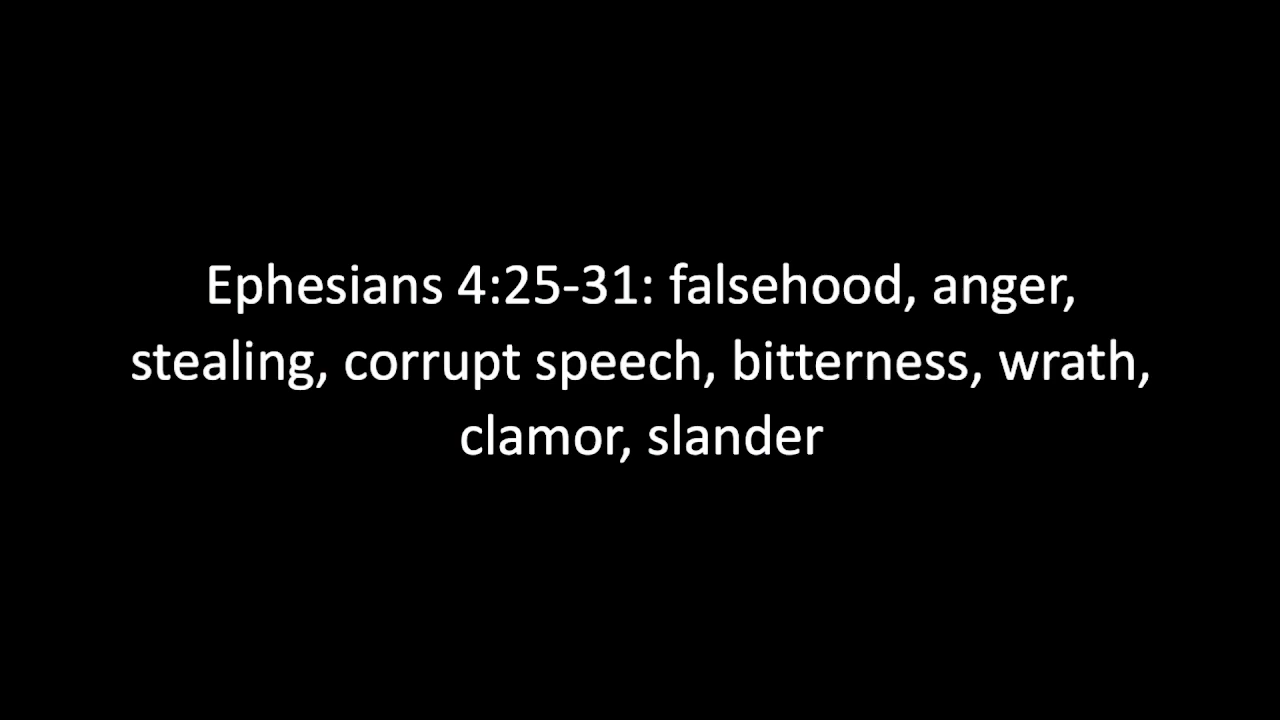 Ephesians 4:25-31: falsehood, anger,
stealing, corrupt speech, bitterness, wrath,
clamor, slander